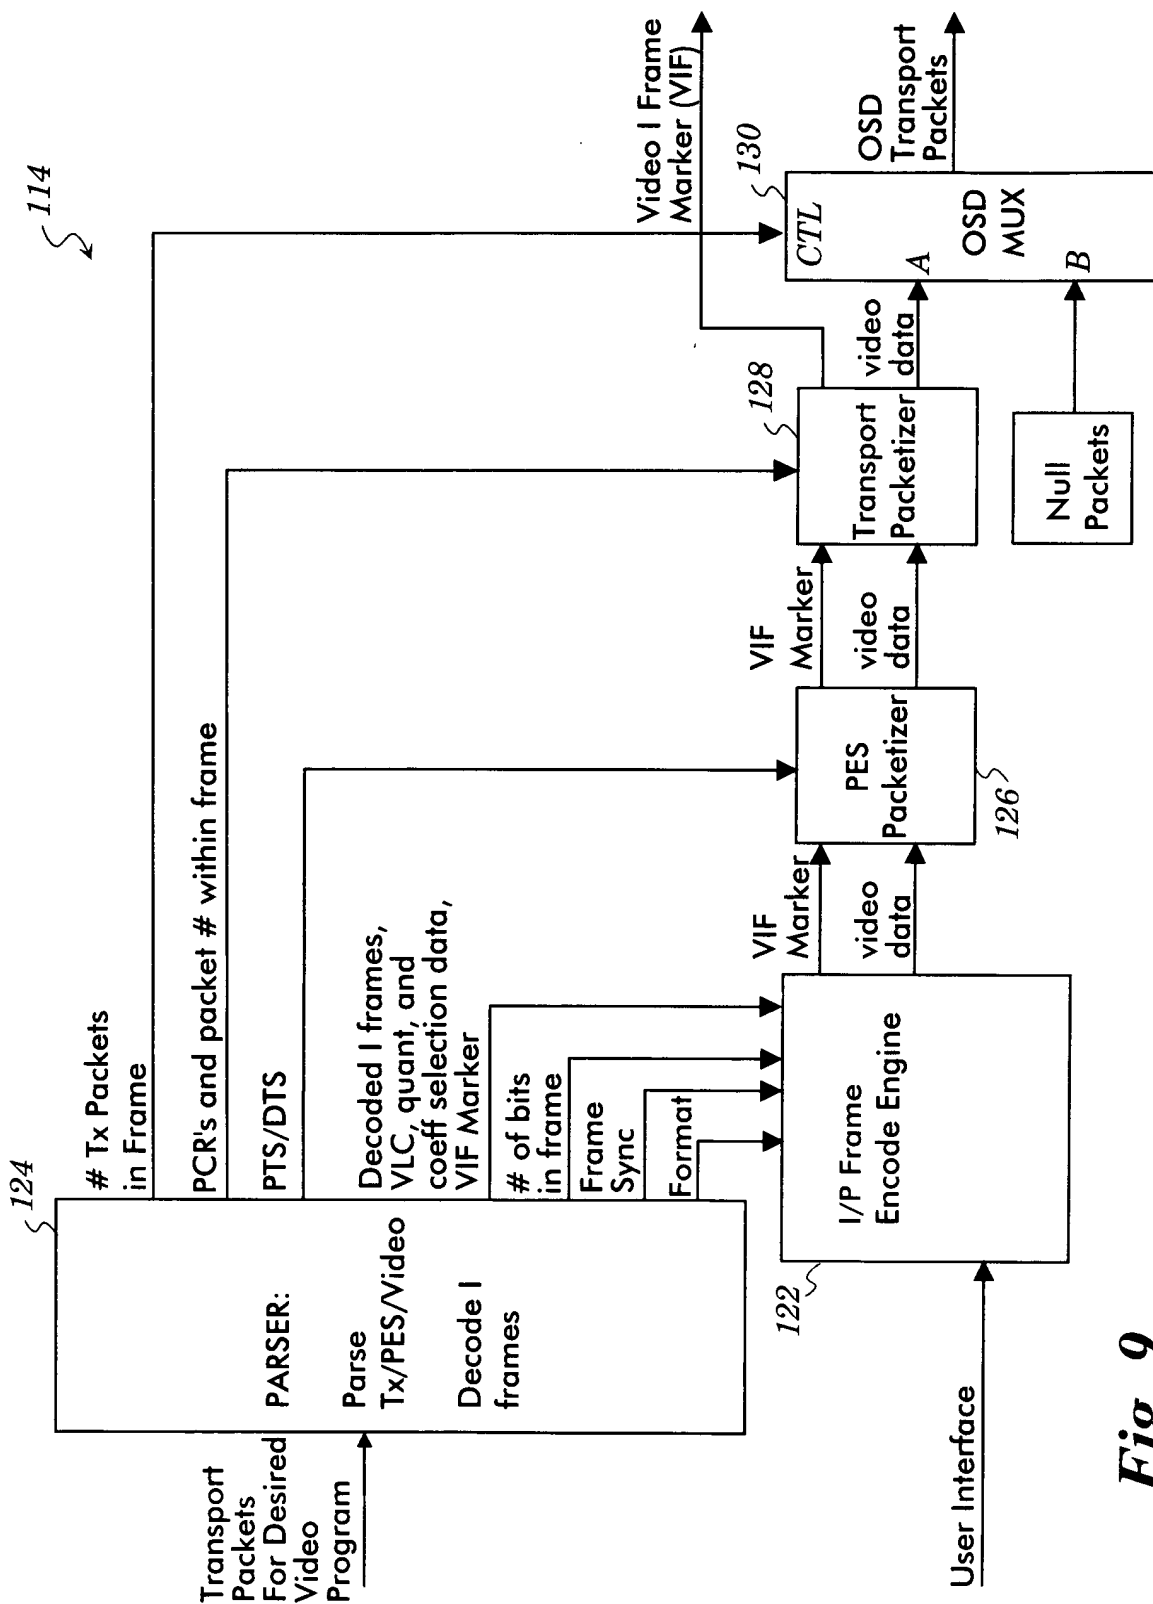 114
124
Transport
Packets
For Desired
Video
Program
PARSER:
Parse
Tx/PES/Video
Decode I
frames
# Tx Packets
in Frame
PCR's and packet # within frame
PTS/DTS
Decoded I frames,
VLC, quant, and
coeff selection data,
VIF Marker
# of bits
in frame
Frame
Sync
Format
User Interface
122
I/P Frame
Encode Engine
VIF
Marker
video
data
PES
Packetizer
126
VIF
Marker
video
data
128
Transport
Packetizer
video
data
Null
Packets
Video I Frame
Marker (VIF)
130
CTL
A
B
OSD
MUX
OSD
Transport
Packets
Fig. 9